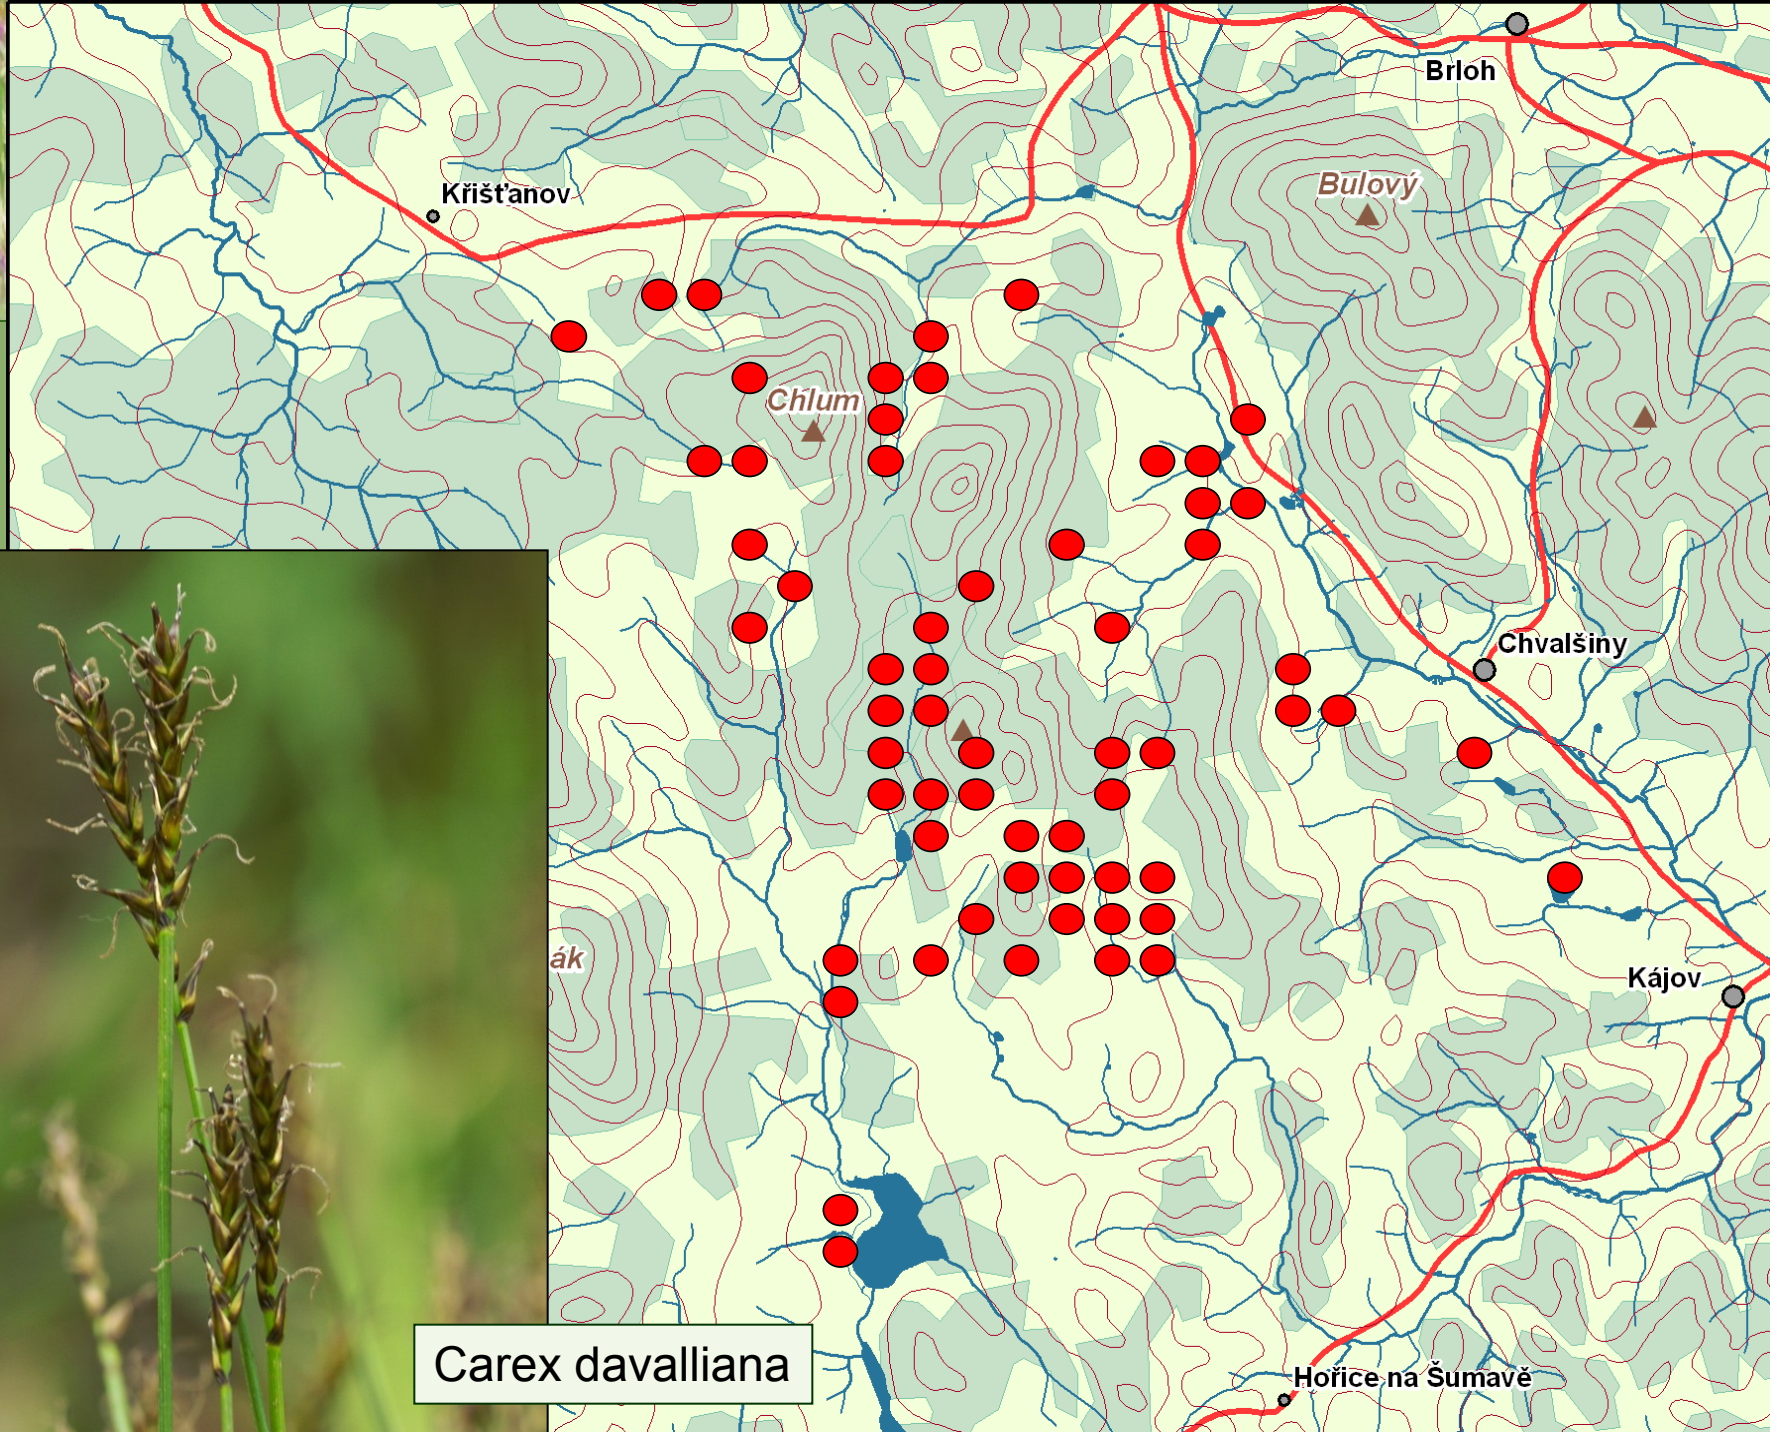 Brloh
Bulový
Křišťanov
Chlum
Chvalšiny
ák
Kájov
Carex davalliana
Hořice na Šumavě